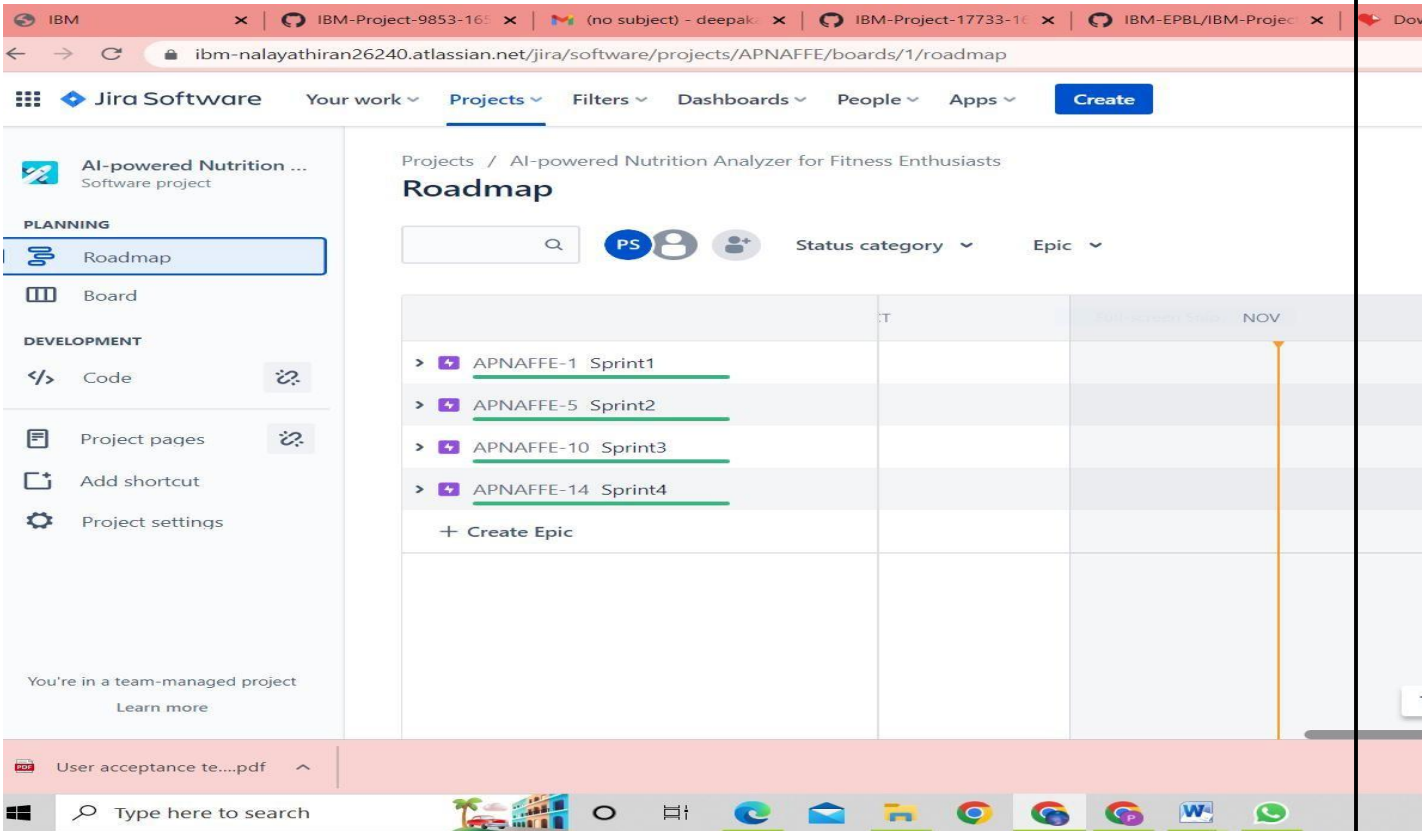 IBM
IBM-Project-9853-165
(no subject) - deepaka
IBM-Project-17733-16
IBM-EPBL/IBM-Projec
Dow
ibm-nalayathiran26240.atlassian.net/jira/software/projects/APNAFFE/boards/1/roadmap
Jira Software
Your work
Projects
Filters
Dashboards
People
Apps
Create
AI-powered Nutrition ...
Software project
PLANNING
Roadmap
Board
DEVELOPMENT
Code
Project pages
Add shortcut
Project settings
You're in a team-managed project
Learn more
Projects / AI-powered Nutrition Analyzer for Fitness Enthusiasts
Roadmap
PS
Status category
Epic
CT
NOV
APNAFFE-1 Sprint1
APNAFFE-5 Sprint2
APNAFFE-10 Sprint3
APNAFFE-14 Sprint4
+ Create Epic
PDF
User acceptance te....pdf
Type here to search
W
P